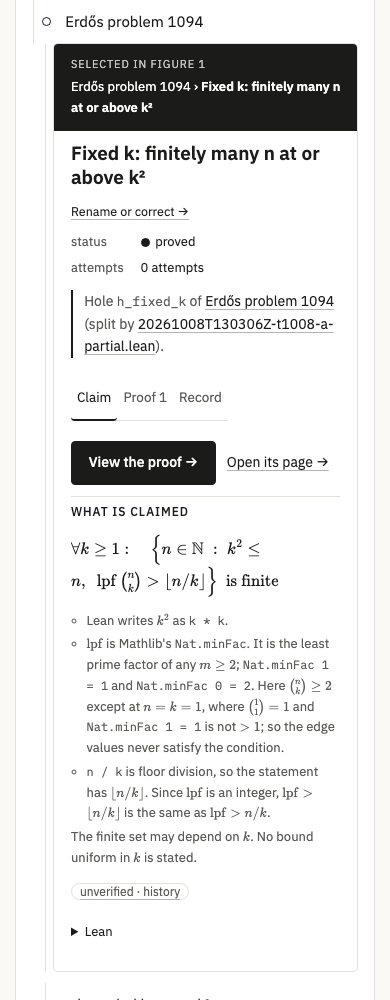 Erdős problem 1094
SELECTED IN FIGURE 1
Erdős problem 1094 › Fixed k: finitely many n
at or above k²
Fixed k: finitely many n at or
above k²
Rename or correct →
status ● proved
attempts 0 attempts
Hole h_fixed_k of Erdős problem 1094
(split by 20261008T130306Z-t1008-a-
partial.lean).
Claim Proof 1 Record
View the proof → Open its page →
WHAT IS CLAIMED
∀k ≥ 1 : {n ∈ ℕ : k² ≤
n, lpf (n k) > ⌊n/k⌋} is finite
Lean writes k² as k * k.
lpf is Mathlib's Nat.minFac. It is the least
prime factor of any m ≥ 2; Nat.minFac 1
= 1 and Nat.minFac 0 = 2. Here (n k) ≥ 2
except at n = k = 1, where (1 1) = 1 and
Nat.minFac 1 = 1 is not > 1; so the edge
values never satisfy the condition.
n / k is floor division, so the statement
has ⌊n/k⌋. Since lpf is an integer, lpf >
⌊n/k⌋ is the same as lpf > n/k.
The finite set may depend on k. No bound
uniform in k is stated.
unverified · history
▶ Lean